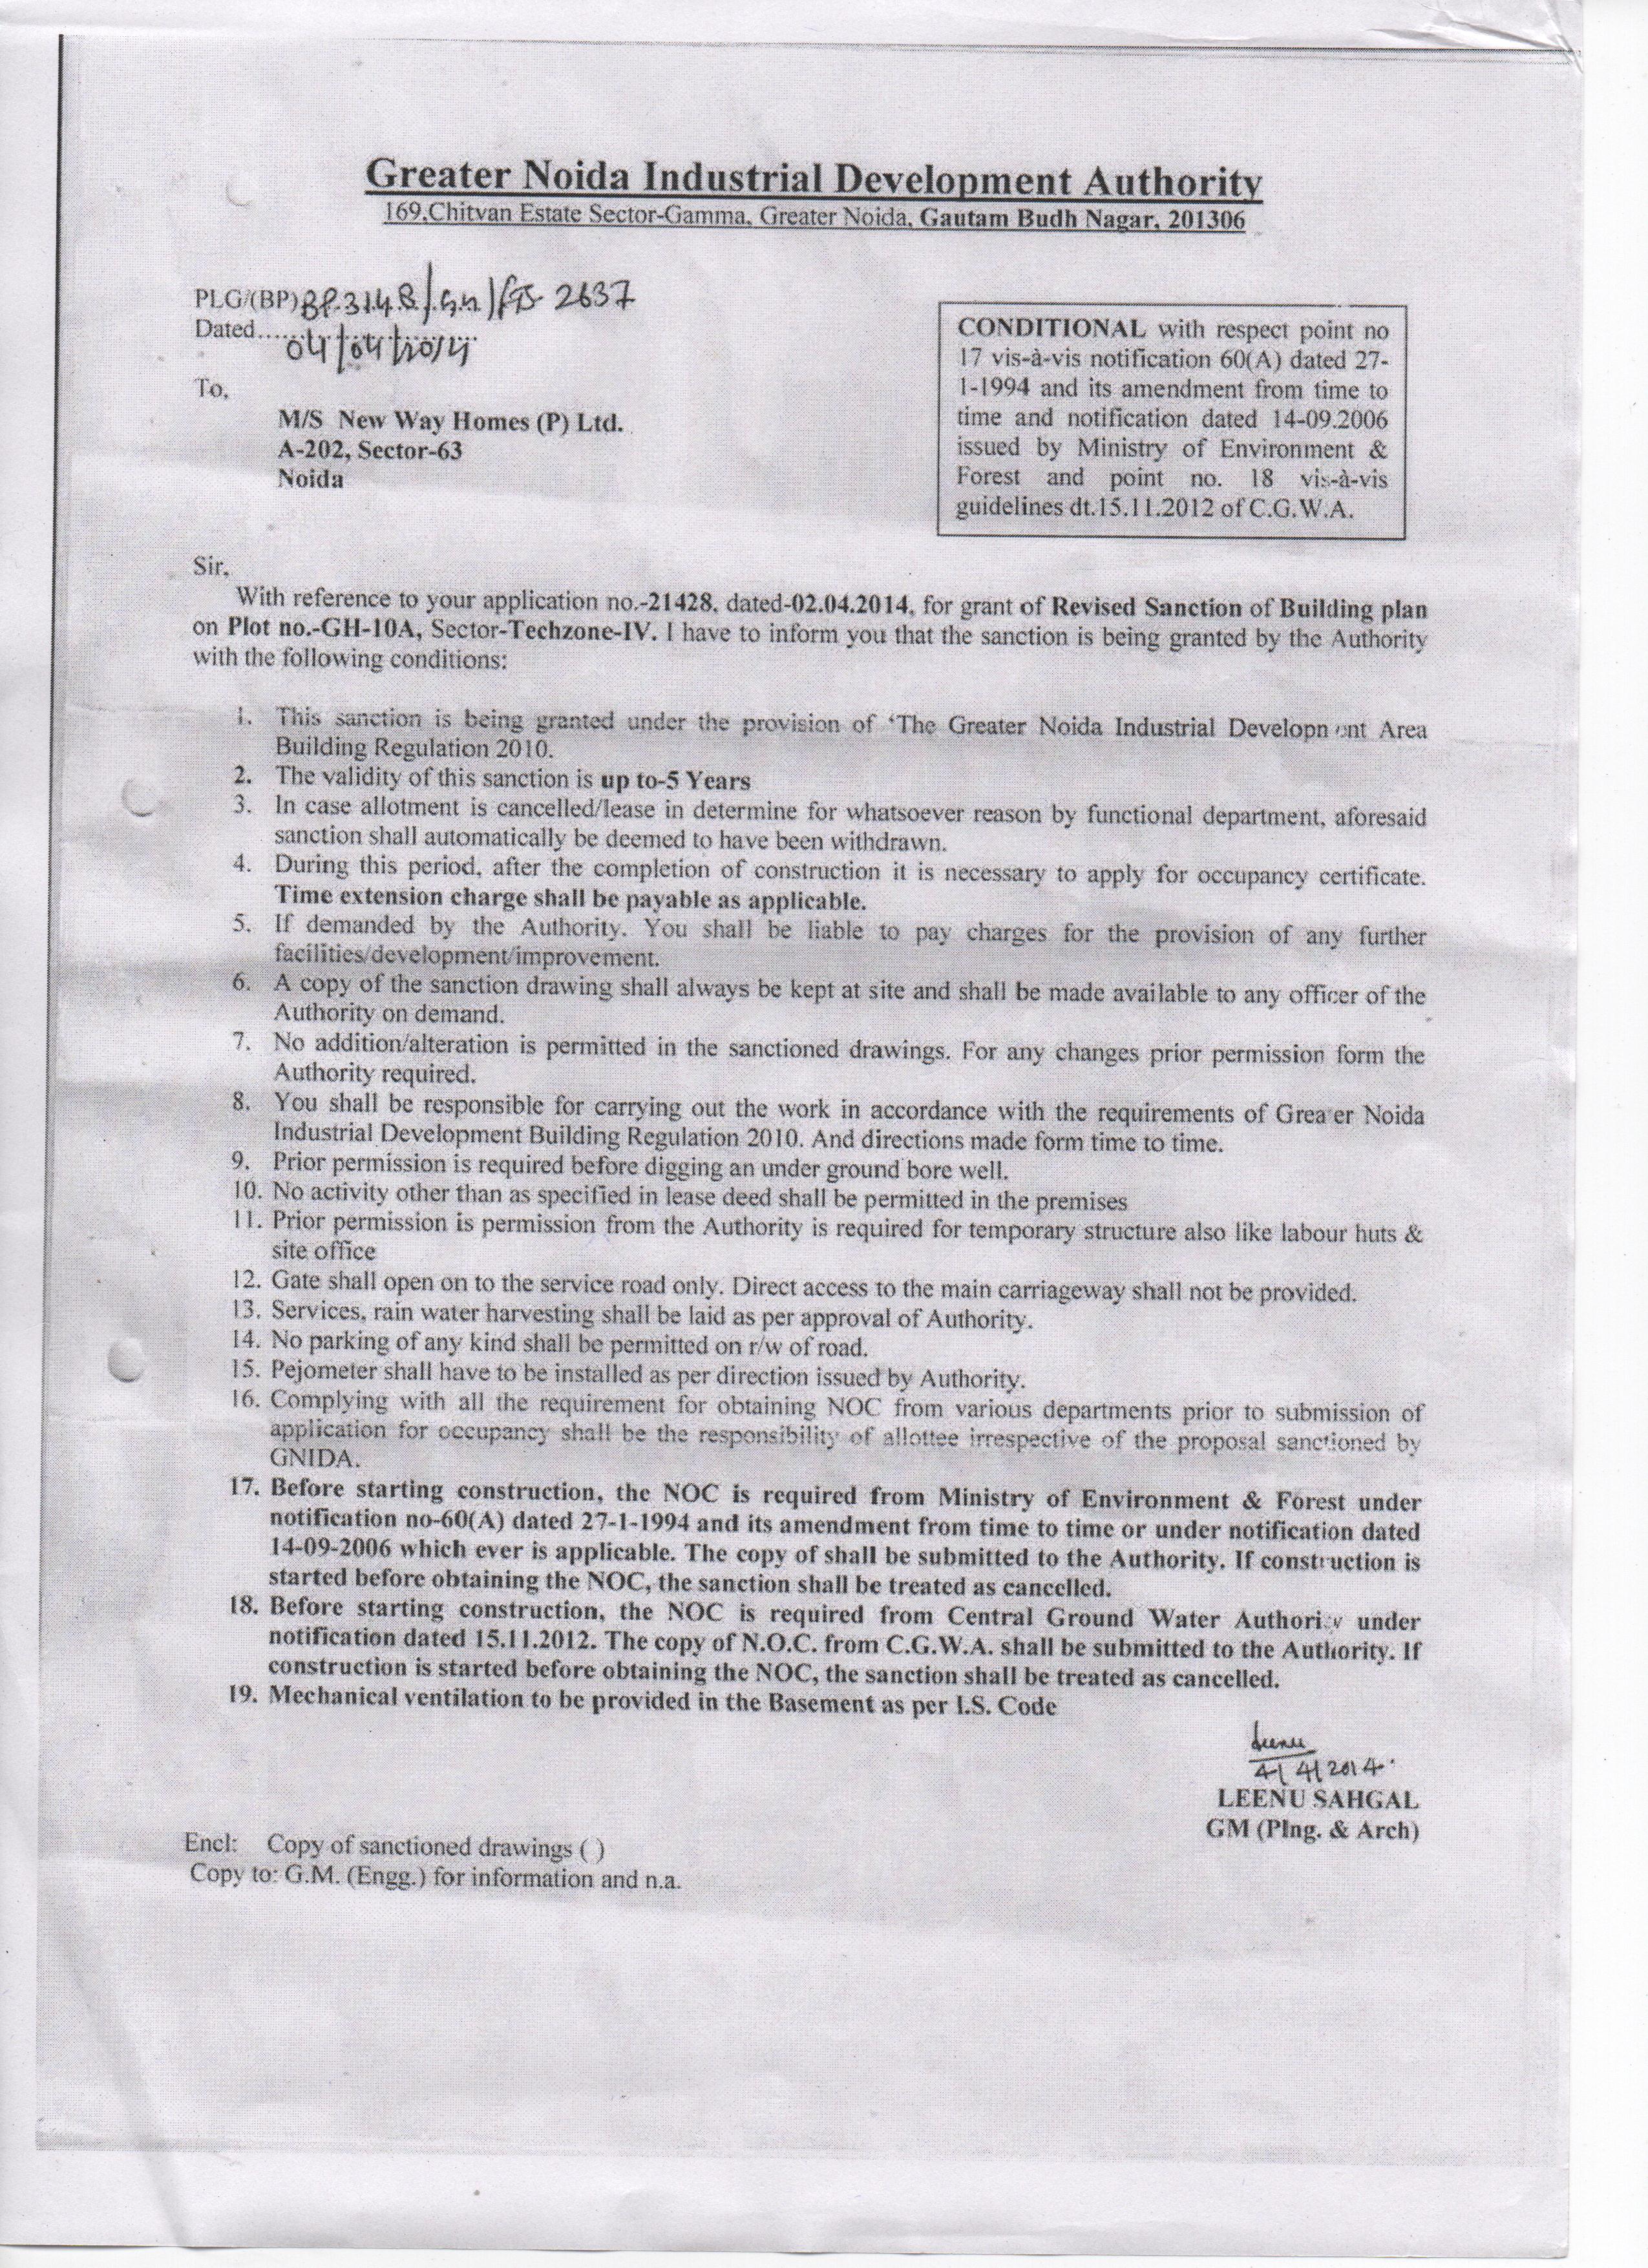 Greater Noida Industrial Development Authority
169,Chitvan Estate Sector-Gamma, Greater Noida, Gautam Budh Nagar, 201306
PLG/(BP) BP-3148/ 2637
Dated....04/04/2014
To,
M/S New Way Homes (P) Ltd.
A-202, Sector-63
Noida
CONDITIONAL with respect point no
17 vis-à-vis notification 60(A) dated 27-
1-1994 and its amendment from time to
time and notification dated 14-09.2006
issued by Ministry of Environment &
Forest and point no. 18 vis-à-vis
guidelines dt.15.11.2012 of C.G.W.A.
Sir,
With reference to your application no.-21428, dated-02.04.2014, for grant of Revised Sanction of Building plan
on Plot no.-GH-10A, Sector-Techzone-IV. I have to inform you that the sanction is being granted by the Authority
with the following conditions:
1. This sanction is being granted under the provision of ‘The Greater Noida Industrial Development Area
Building Regulation 2010.
2. The validity of this sanction is up to-5 Years
3. In case allotment is cancelled/lease in determine for whatsoever reason by functional department, aforesaid
sanction shall automatically be deemed to have been withdrawn.
4. During this period, after the completion of construction it is necessary to apply for occupancy certificate.
Time extension charge shall be payable as applicable.
5. If demanded by the Authority. You shall be liable to pay charges for the provision of any further
facilities/development/improvement.
6. A copy of the sanction drawing shall always be kept at site and shall be made available to any officer of the
Authority on demand.
7. No addition/alteration is permitted in the sanctioned drawings. For any changes prior permission form the
Authority required.
8. You shall be responsible for carrying out the work in accordance with the requirements of Greater Noida
Industrial Development Building Regulation 2010. And directions made form time to time.
9. Prior permission is required before digging an under ground bore well.
10. No activity other than as specified in lease deed shall be permitted in the premises
11. Prior permission is permission from the Authority is required for temporary structure also like labour huts &
site office
12. Gate shall open on to the service road only. Direct access to the main carriageway shall not be provided.
13. Services, rain water harvesting shall be laid as per approval of Authority.
14. No parking of any kind shall be permitted on r/w of road.
15. Pejometer shall have to be installed as per direction issued by Authority.
16. Complying with all the requirement for obtaining NOC from various departments prior to submission of
application for occupancy shall be the responsibility of allottee irrespective of the proposal sanctioned by
GNIDA.
17. Before starting construction, the NOC is required from Ministry of Environment & Forest under
notification no-60(A) dated 27-1-1994 and its amendment from time to time or under notification dated
14-09-2006 which ever is applicable. The copy of shall be submitted to the Authority. If construction is
started before obtaining the NOC, the sanction shall be treated as cancelled.
18. Before starting construction, the NOC is required from Central Ground Water Authority under
notification dated 15.11.2012. The copy of N.O.C. from C.G.W.A. shall be submitted to the Authority. If
construction is started before obtaining the NOC, the sanction shall be treated as cancelled.
19. Mechanical ventilation to be provided in the Basement as per I.S. Code
Leenu
4/4/2014
LEENU SAHGAL
GM (Plng. & Arch)
Encl: Copy of sanctioned drawings ( )
Copy to: G.M. (Engg.) for information and n.a.